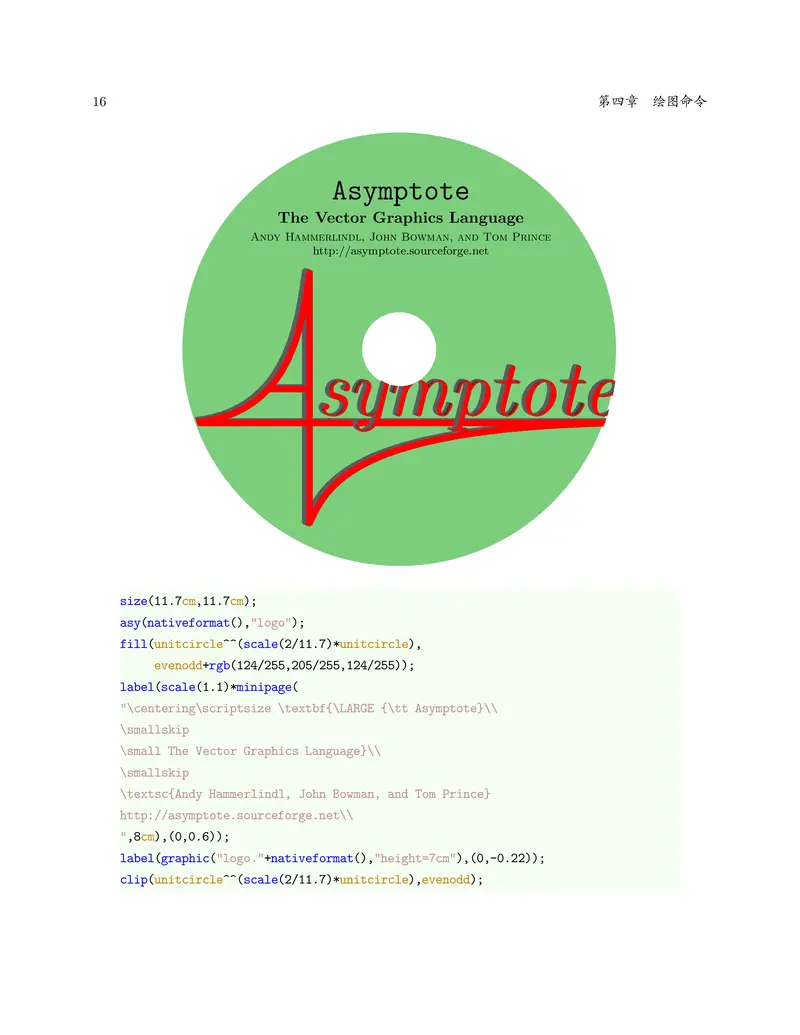 16
第四章 绘图命令
Asymptote
The Vector Graphics Language
Andy Hammerlindl, John Bowman, and Tom Prince
http://asymptote.sourceforge.net
Asymptote
size(11.7cm,11.7cm);
asy(nativeformat(),"logo");
fill(unitcircle^^(scale(2/11.7)*unitcircle),
evenodd+rgb(124/255,205/255,124/255));
label(scale(1.1)*minipage(
"\centering\scriptsize \textbf{\LARGE {\tt Asymptote}\\
\smallskip
\small The Vector Graphics Language}\\
\smallskip
\textsc{Andy Hammerlindl, John Bowman, and Tom Prince}
http://asymptote.sourceforge.net\\
",8cm),(0,0.6));
label(graphic("logo."+nativeformat(),"height=7cm"),(0,-0.22));
clip(unitcircle^^(scale(2/11.7)*unitcircle),evenodd);